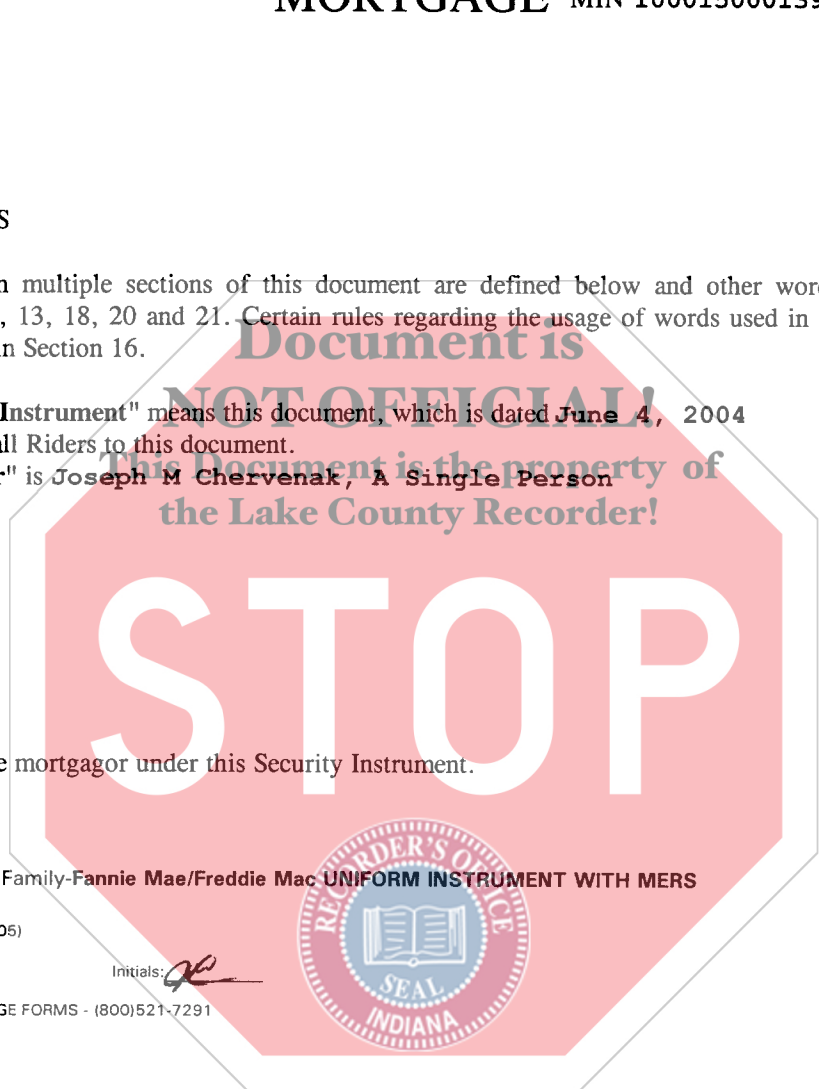 MORTGAGE MIN
S
multiple sections of this document are defined below and other
, 13, 18, 20 and 21. Certain rules regarding the usage of words used in
n Section 16.
Document is
NOT OFFICIAL!
Instrument" means this document, which is dated June 4, 2004
ll Riders to this document.
This Document is the property of
" is Joseph M Chervenak, A Single Person
the Lake County Recorder!
STOP
e mortgagor under this Security Instrument.
RECORDER'S OFFICE
Family-Fannie Mae/Freddie Mac UNIFORM INSTRUMENT WITH MERS
05)
Initials:
SEAL
GE FORMS - (800)521-7291
INDIANA